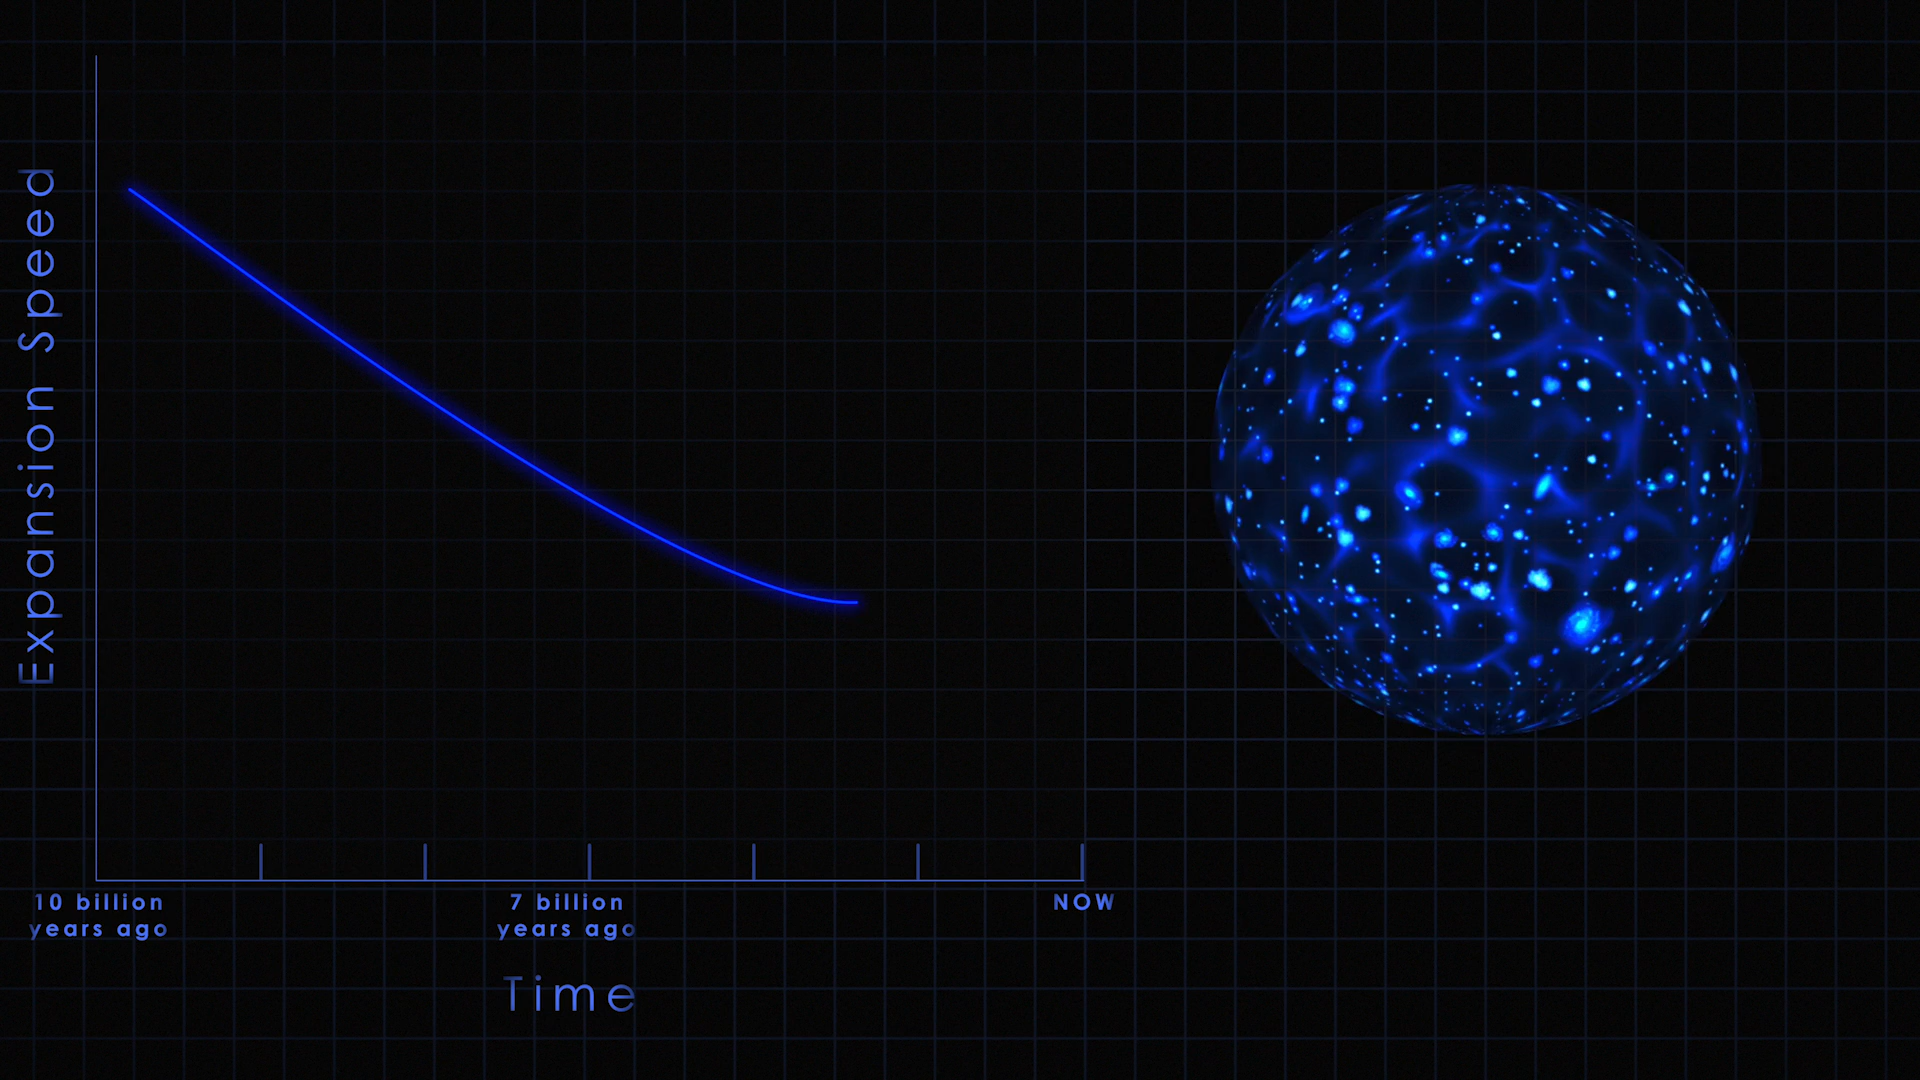 Expansion Speed
10 billion
years ago
7 billion
years ago
NOW
Time